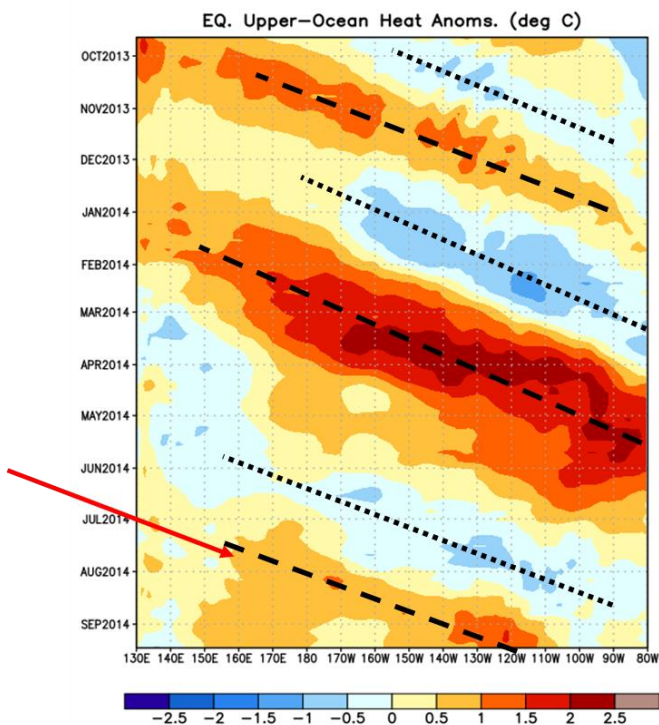 EQ. Upper-Ocean Heat Anoms. (deg C)
OCT2013
NOV2013
DEC2013
JAN2014
FEB2014
MAR2014
APR2014
MAY2014
JUN2014
JUL2014
AUG2014
SEP2014
130E 140E 150E 160E 170E 180 170W 160W 150W 140W 130W 120W 110W 100W 90W 80W
-2.5 -2 -1.5 -1 -0.5 0 0.5 1 1.5 2 2.5